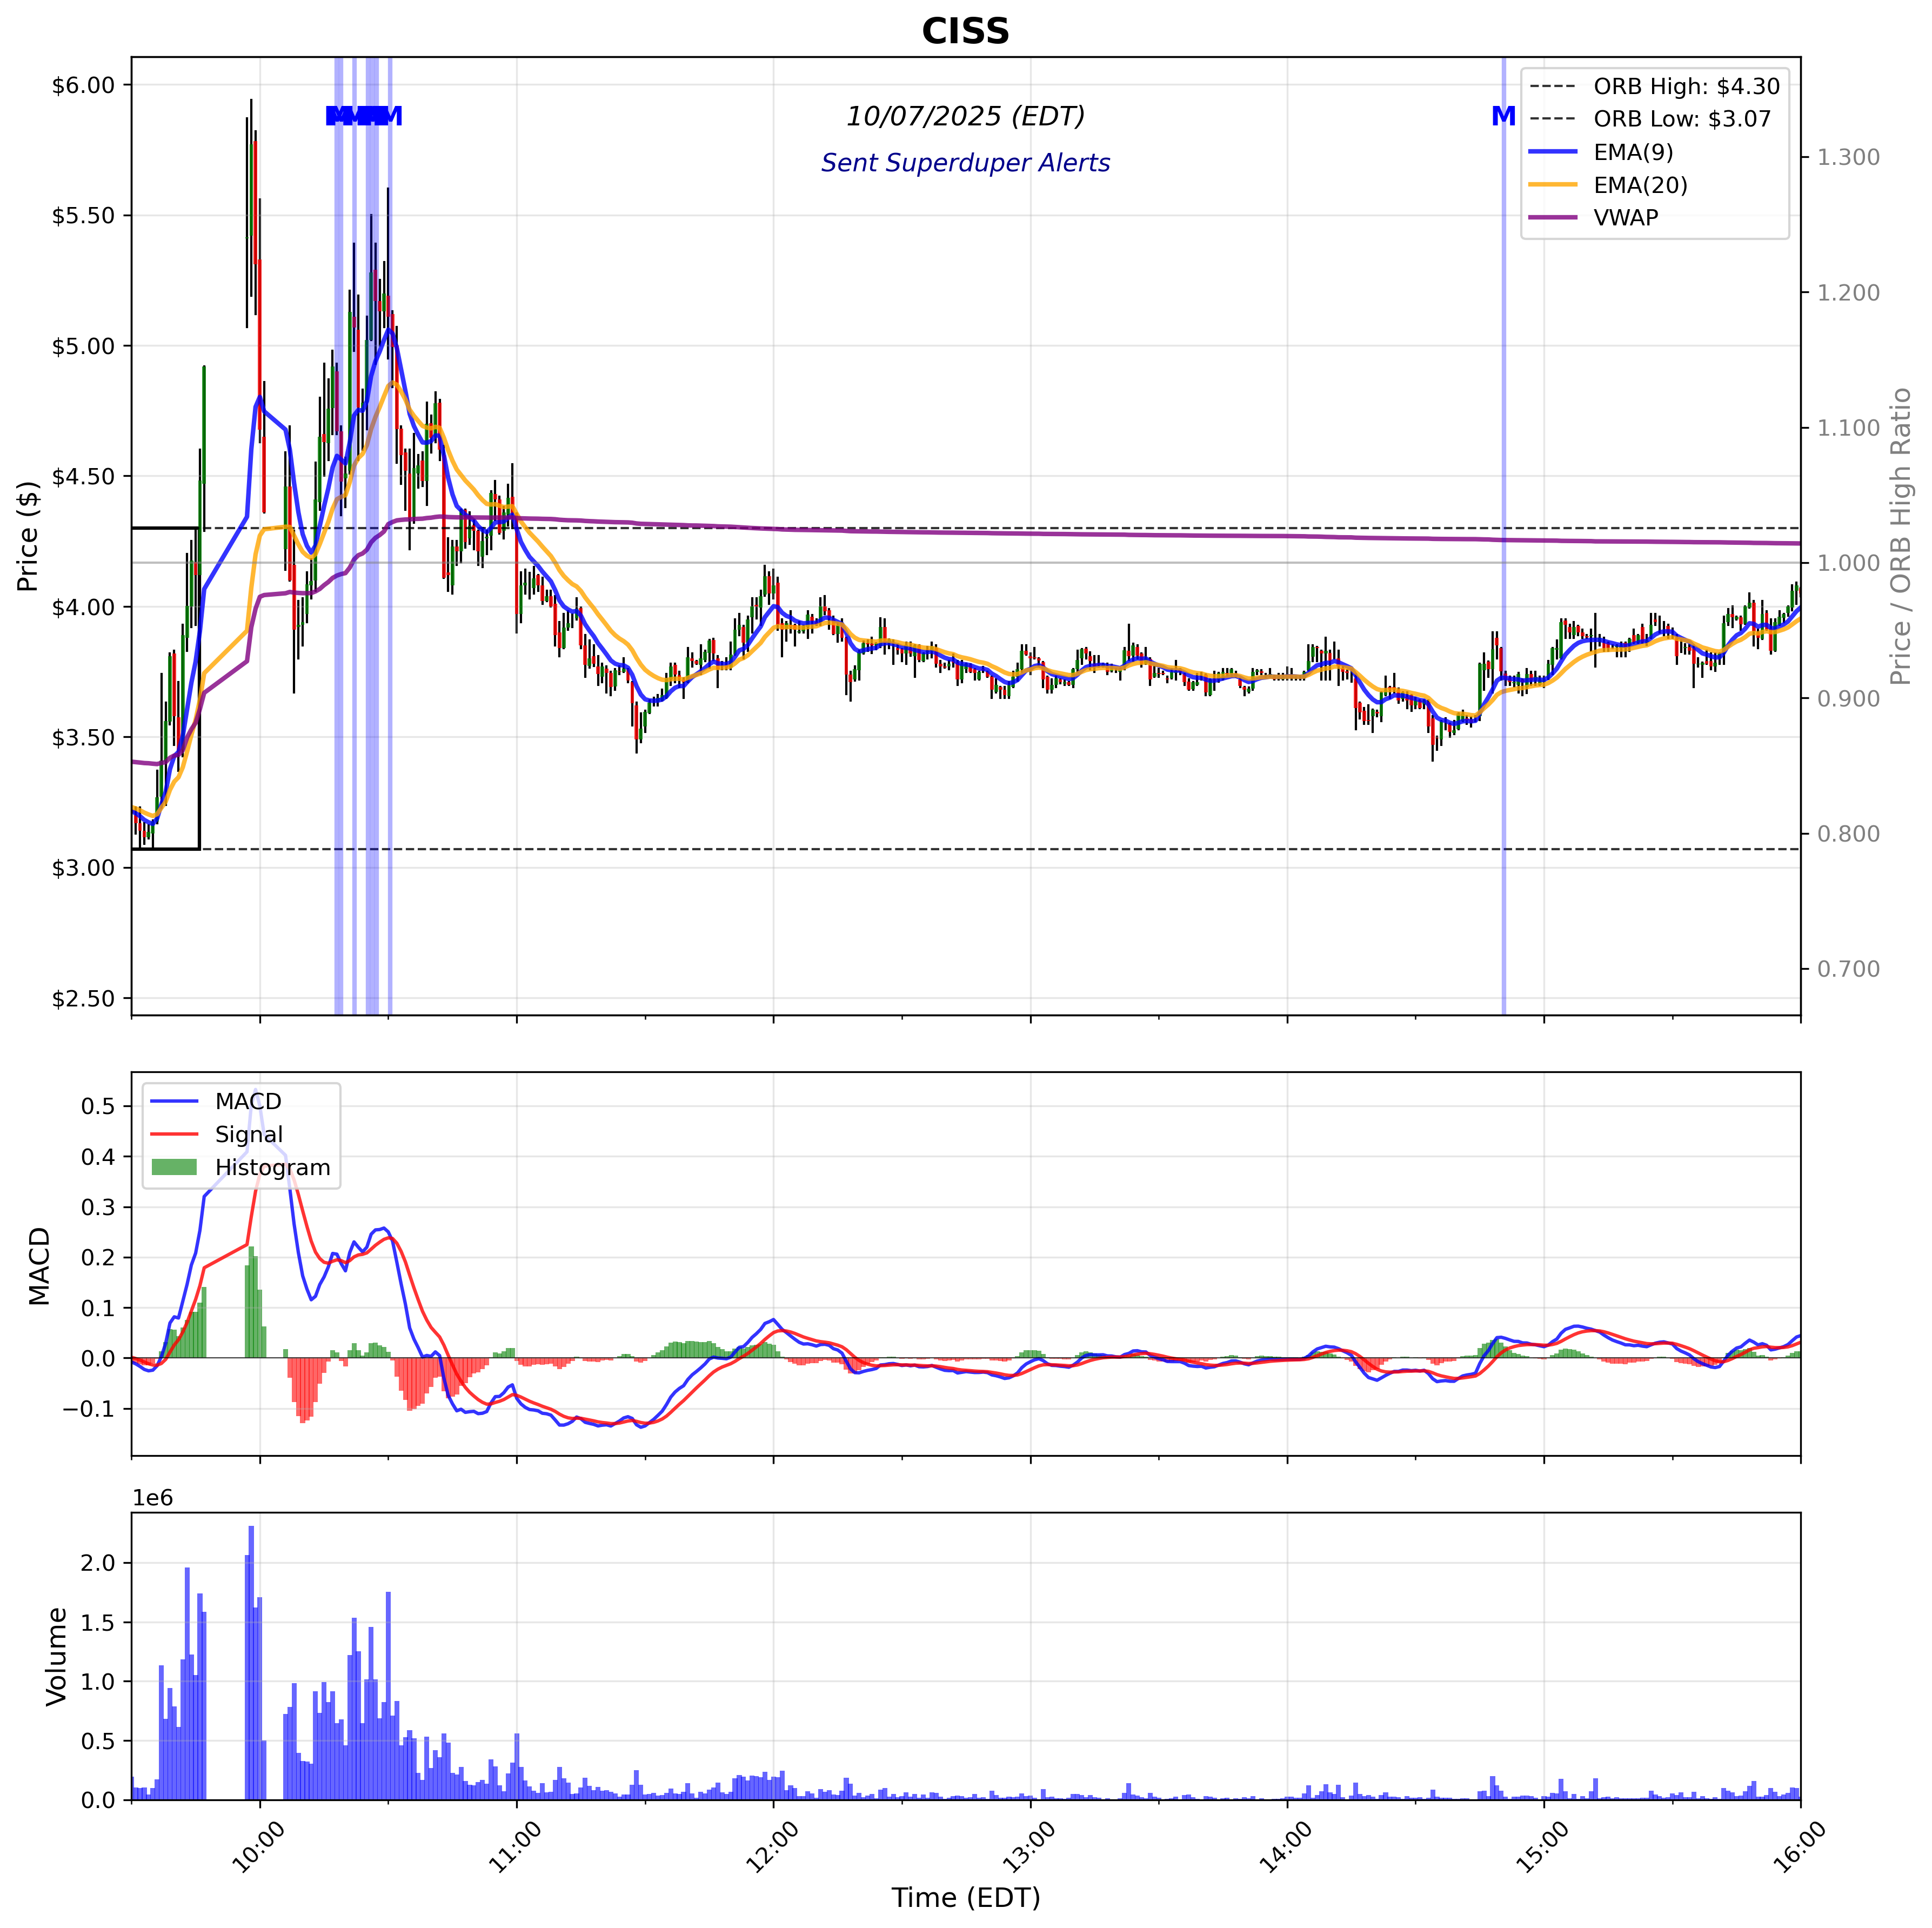 CISS
10/07/2025 (EDT)
Sent Superduper Alerts
M M M M
M
ORB High: $4.30
ORB Low: $3.07
EMA(9)
EMA(20)
VWAP
Price ($)
$6.00
$5.50
$5.00
$4.50
$4.00
$3.50
$3.00
$2.50
1.300
1.200
1.100
1.000
0.900
0.800
0.700
Price / ORB High Ratio
MACD
Signal
Histogram
MACD
0.5
0.4
0.3
0.2
0.1
0.0
−0.1
1e6
Volume
2.0
1.5
1.0
0.5
0.0
10:00
11:00
12:00
13:00
14:00
15:00
16:00
Time (EDT)